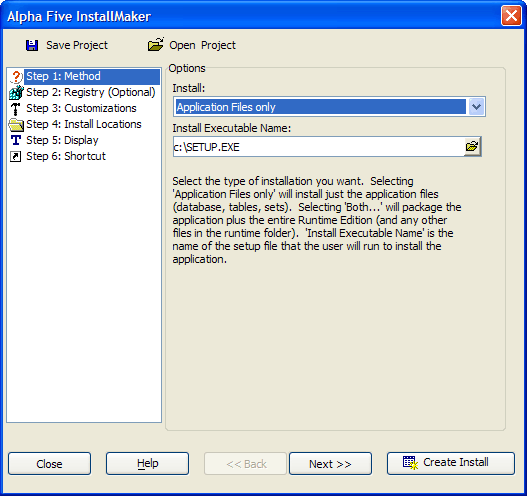 Alpha Five InstallMaker
Save Project
Open Project
Step 1: Method
Step 2: Registry (Optional)
Step 3: Customizations
Step 4: Install Locations
Step 5: Display
Step 6: Shortcut
Options
Install:
Application Files only
Install Executable Name:
c:\SETUP.EXE
Select the type of installation you want. Selecting
'Application Files only' will install just the application files
(database, tables, sets). Selecting 'Both...' will package the
application plus the entire Runtime Edition (and any other
files in the runtime folder). 'Install Executable Name' is the
name of the setup file that the user will run to install the
application.
Close
Help
<< Back
Next >>
Create Install